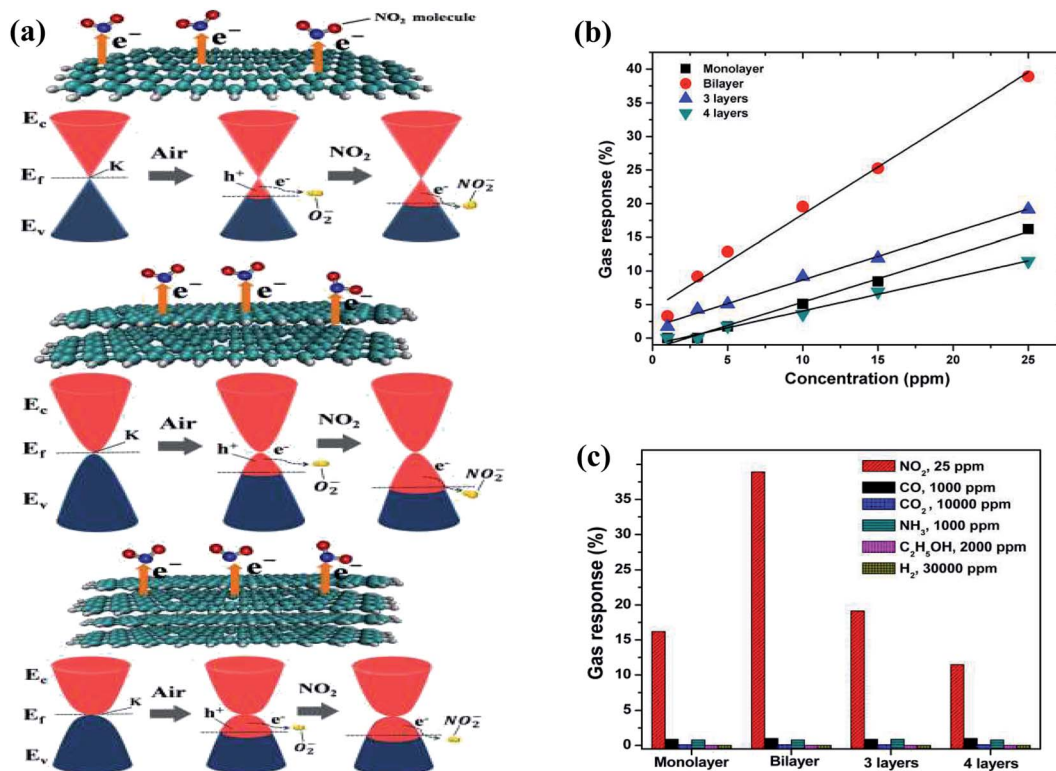 (a)
NO₂ molecule
e⁻ e⁻ e⁻
E_c
E_f
E_v
K
Air
h⁺
e⁻
O₂⁻
NO₂
e⁻
NO₂⁻
e⁻ e⁻ e⁻
E_c
E_f
E_v
K
Air
h⁺
e⁻
O₂⁻
NO₂
e⁻
NO₂⁻
e⁻ e⁻ e⁻
E_c
E_f
E_v
K
Air
h⁺
e⁻
O₂⁻
NO₂
e⁻
NO₂⁻
(b)
Gas response (%)
40
35
30
25
20
15
10
5
0
Monolayer
Bilayer
3 layers
4 layers
0 5 10 15 20 25
Concentration (ppm)
(c)
Gas response (%)
35
30
25
20
15
10
5
0
NO₂, 25 ppm
CO, 1000 ppm
CO₂, 10000 ppm
NH₃, 1000 ppm
C₂H₅OH, 2000 ppm
H₂, 30000 ppm
Monolayer Bilayer 3 layers 4 layers